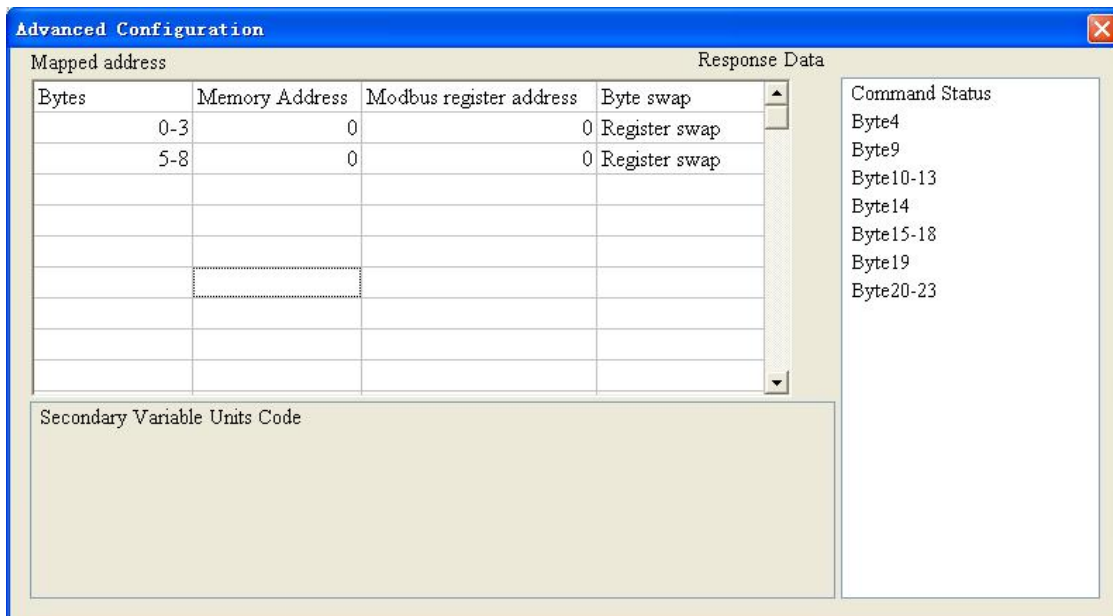 Advanced Configuration
Mapped address
Response Data
Bytes Memory Address Modbus register address Byte swap
0-3 0 0 Register swap
5-8 0 0 Register swap
Secondary Variable Units Code
Command Status
Byte4
Byte9
Byte10-13
Byte14
Byte15-18
Byte19
Byte20-23